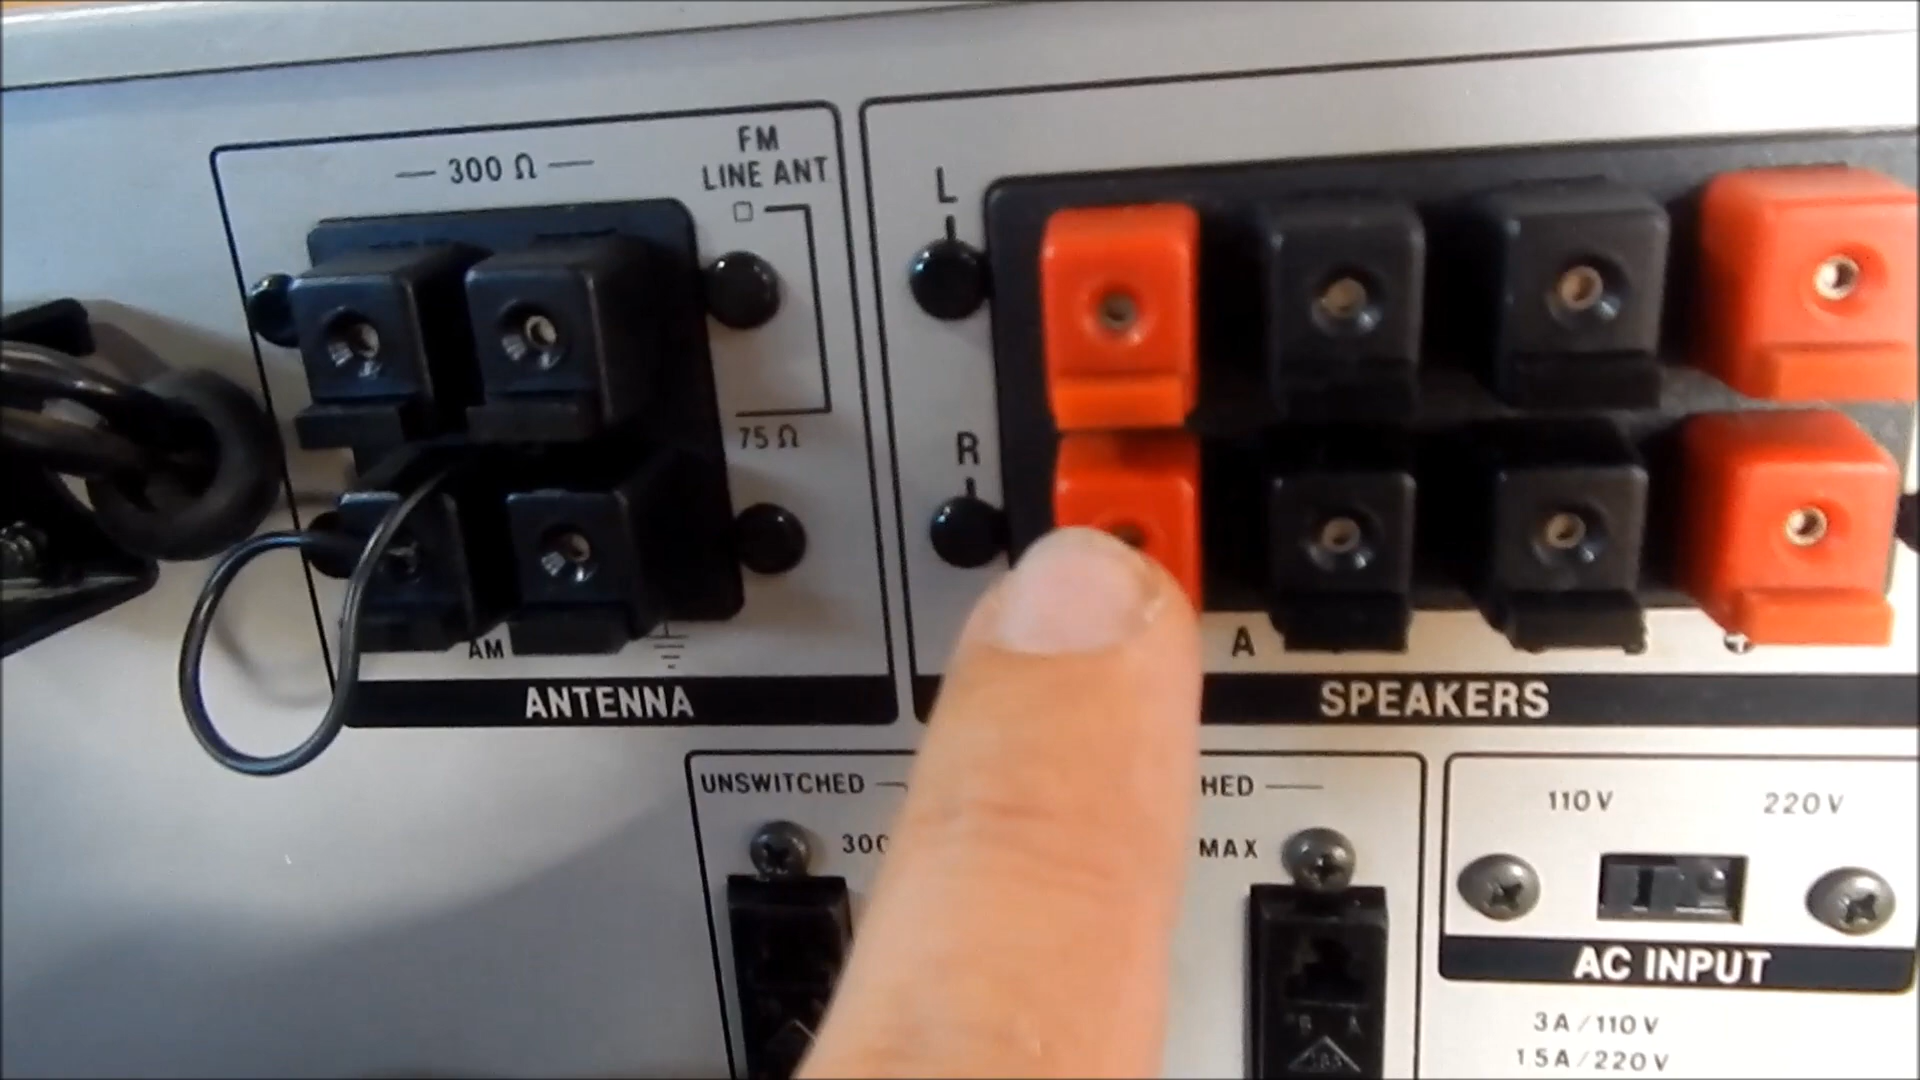 300 Ω
FM
LINE ANT
75 Ω
AM
ANTENNA
L
R
A
SPEAKERS
UNSWITCHED
HED
300
MAX
110V
220V
AC INPUT
3A/110V
1.5A/220V